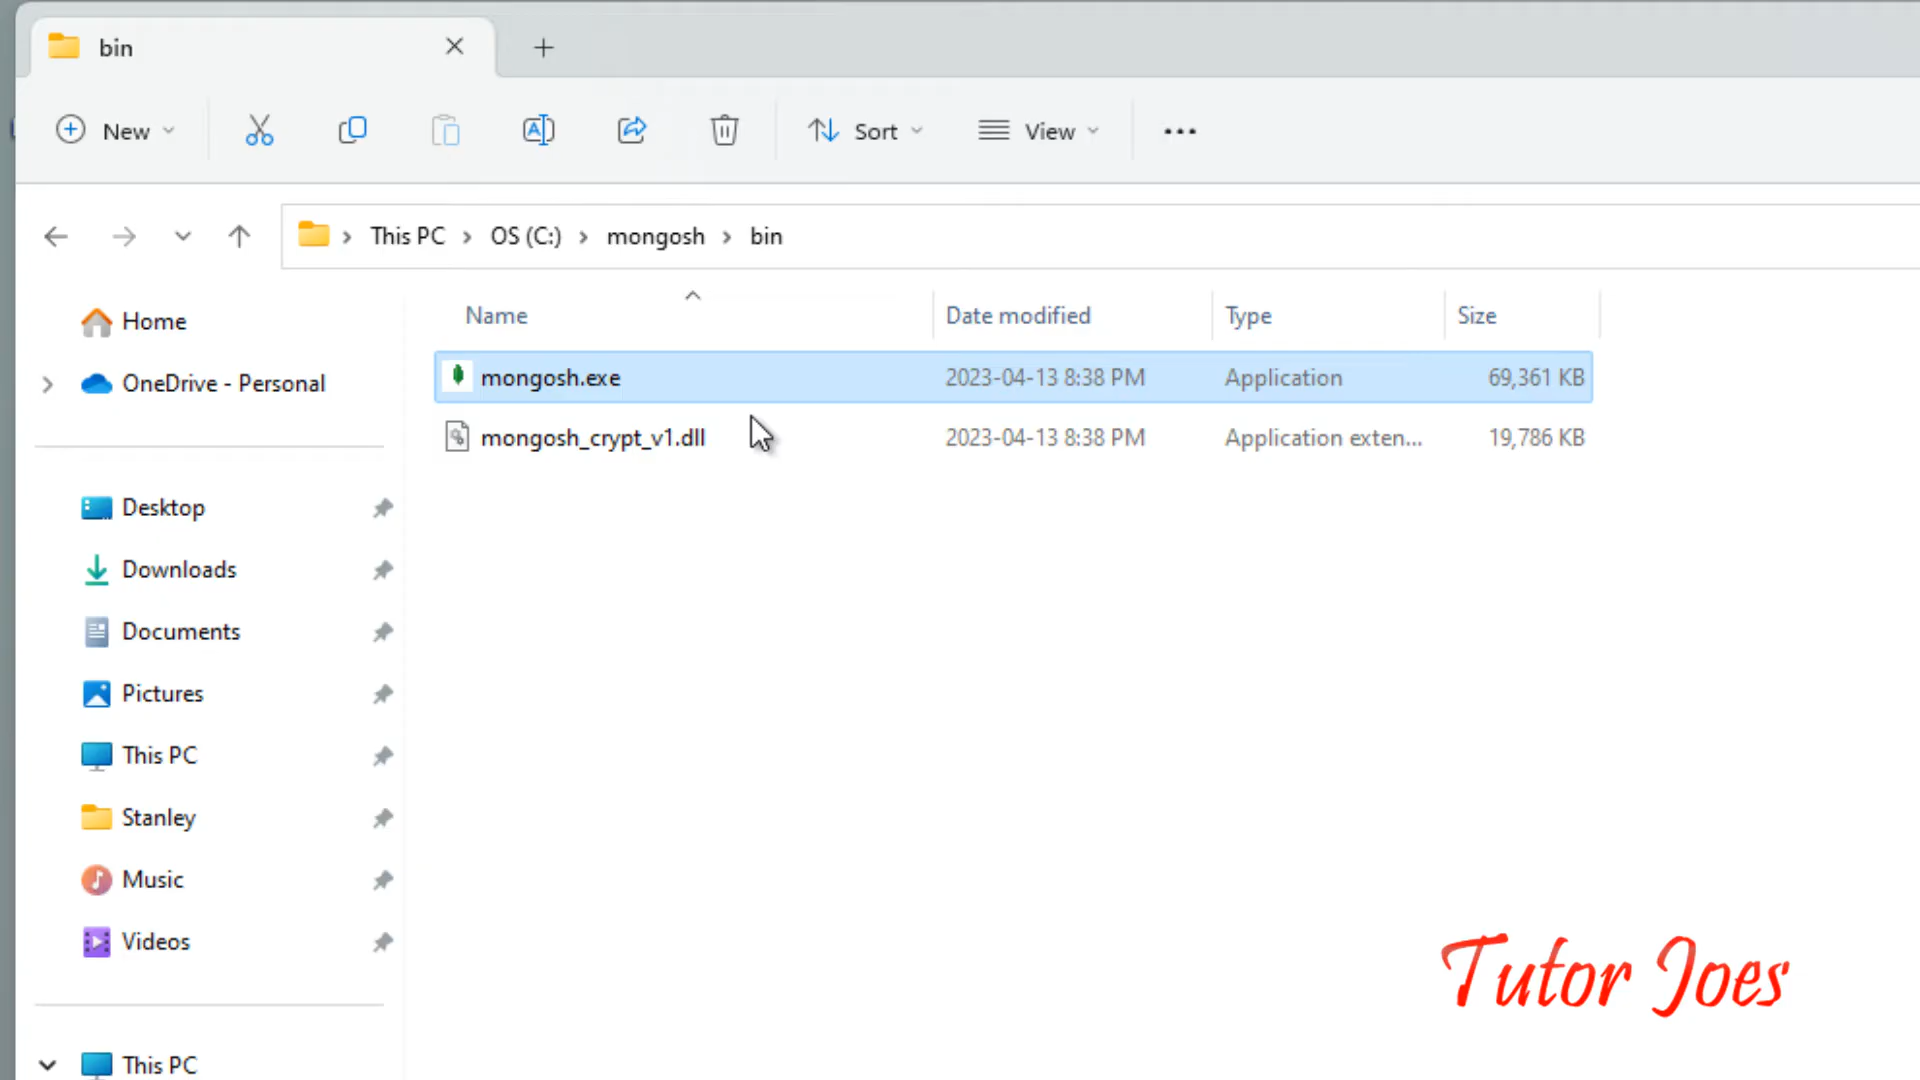 bin
New
Sort
View
This PC
OS (C:)
mongosh
bin
Name
Date modified
Type
Size
Home
OneDrive - Personal
mongosh.exe
2023-04-13 8:38 PM
Application
69,361 KB
mongosh_crypt_v1.dll
2023-04-13 8:38 PM
Application exten...
19,786 KB
Desktop
Downloads
Documents
Pictures
This PC
Stanley
Music
Videos
This PC
Tutor Joes